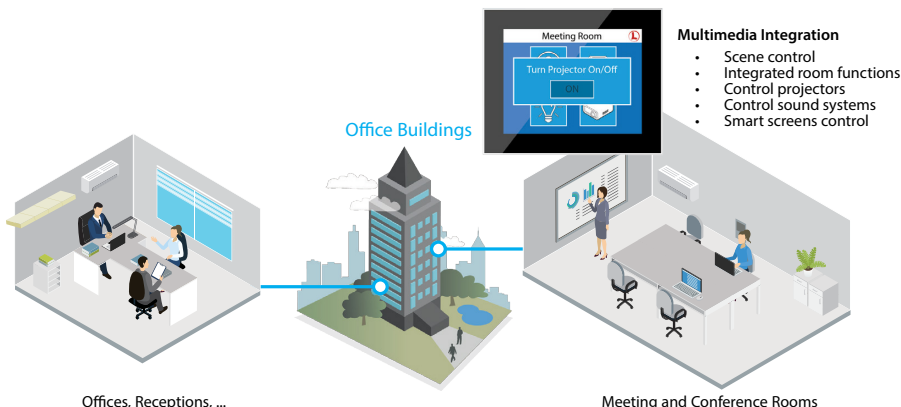 Meeting Room
Turn Projector On/Off
ON
Multimedia Integration
• Scene control
• Integrated room functions
• Control projectors
• Control sound systems
• Smart screens control
Office Buildings
Offices, Receptions, ...
Meeting and Conference Rooms